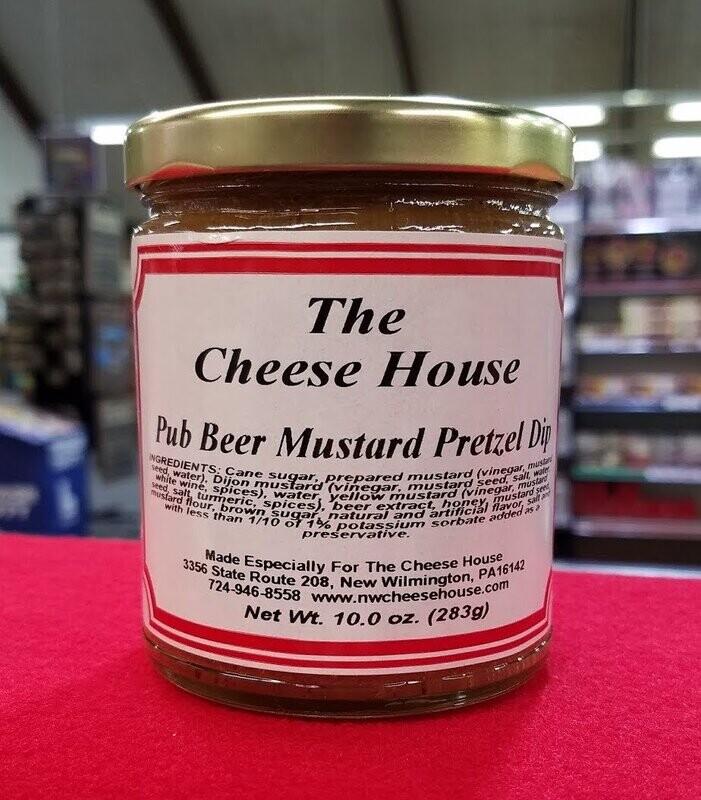 The
Cheese House
Pub Beer Mustard Pretzel Dip
INGREDIENTS: Cane sugar, prepared mustard (vinegar, mustard
seed, water), Dijon mustard (vinegar, mustard seed, salt, water,
white wine, spices), water, yellow mustard (vinegar, mustard
seed, salt, turmeric, spices), beer extract, honey, mustard seed,
mustard flour, brown sugar, natural and artificial flavor, salt and
with less than 1/10 of 1% potassium sorbate added as a
preservative.
Made Especially For The Cheese House
3356 State Route 208, New Wilmington, PA16142
724-946-8558 www.nwcheesehouse.com
Net Wt. 10.0 oz. (283g)